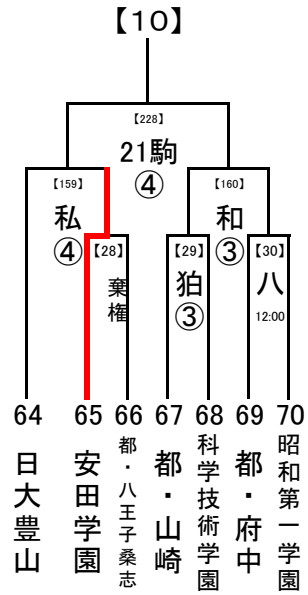 【10】
【228】
21駒
④
【159】
私
④
【160】
和
③
【28】
棄権
【29】
狛
③
【30】
八
12:00
64
65
66
67
68
69
70
日大豊山
安田学園
都・八王子桑志
都・山崎
科学技術学園
都・府中
昭和第一学園